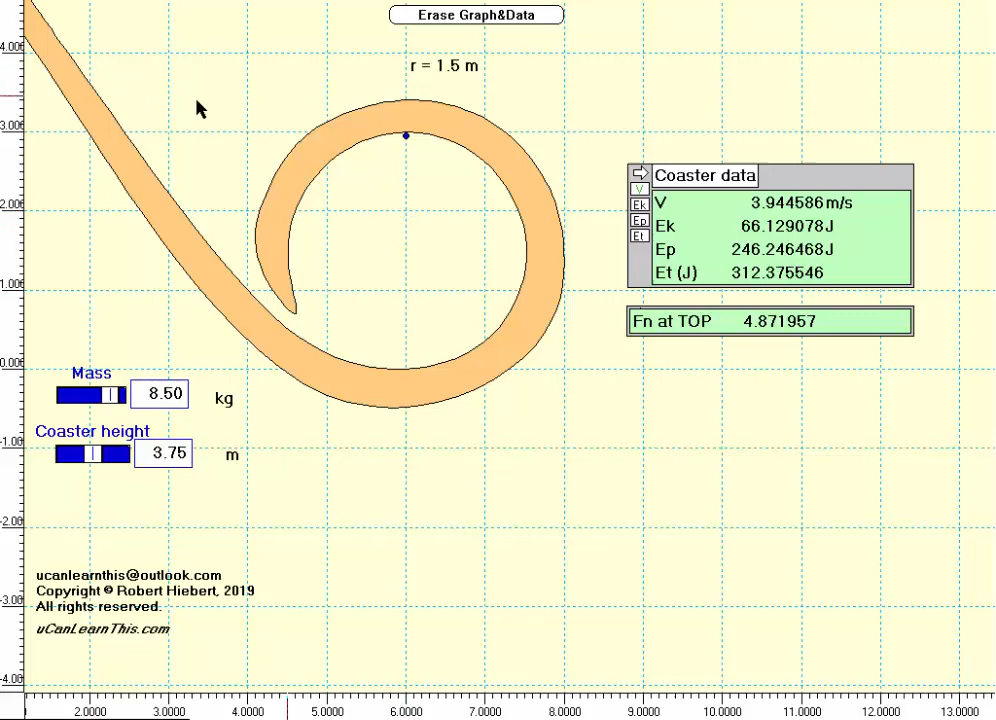 Erase Graph&Data
r = 1.5 m
4.000
3.000
2.000
1.000
0.000
-1.000
-2.000
-3.000
-4.000
Coaster data
V
Ek
Ep
Et
V 3.944586m/s
Ek 66.129078J
Ep 246.246468J
Et (J) 312.375546
Fn at TOP 4.871957
Mass
8.50 kg
Coaster height
3.75 m
ucanlearnthis@outlook.com
Copyright © Robert Hiebert, 2019
All rights reserved.
uCanLearnThis.com
2.0000 3.0000 4.0000 5.0000 6.0000 7.0000 8.0000 9.0000 10.0000 11.0000 12.0000 13.0000